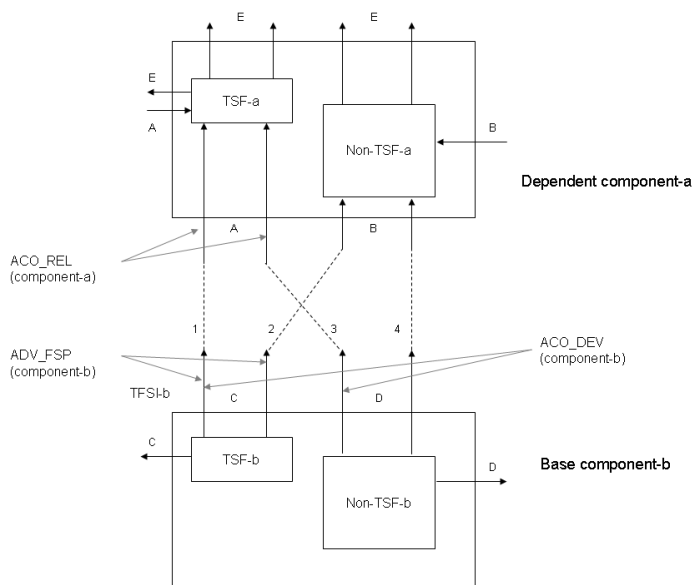 E E
E
TSF-a
A
B
Non-TSF-a
Dependent component-a
A B
ACO_REL
(component-a)
1 2 3 4
ADV_FSP
(component-b)
ACO_DEV
(component-b)
TFSI-b
C D
C
TSF-b
Base component-b
D
Non-TSF-b